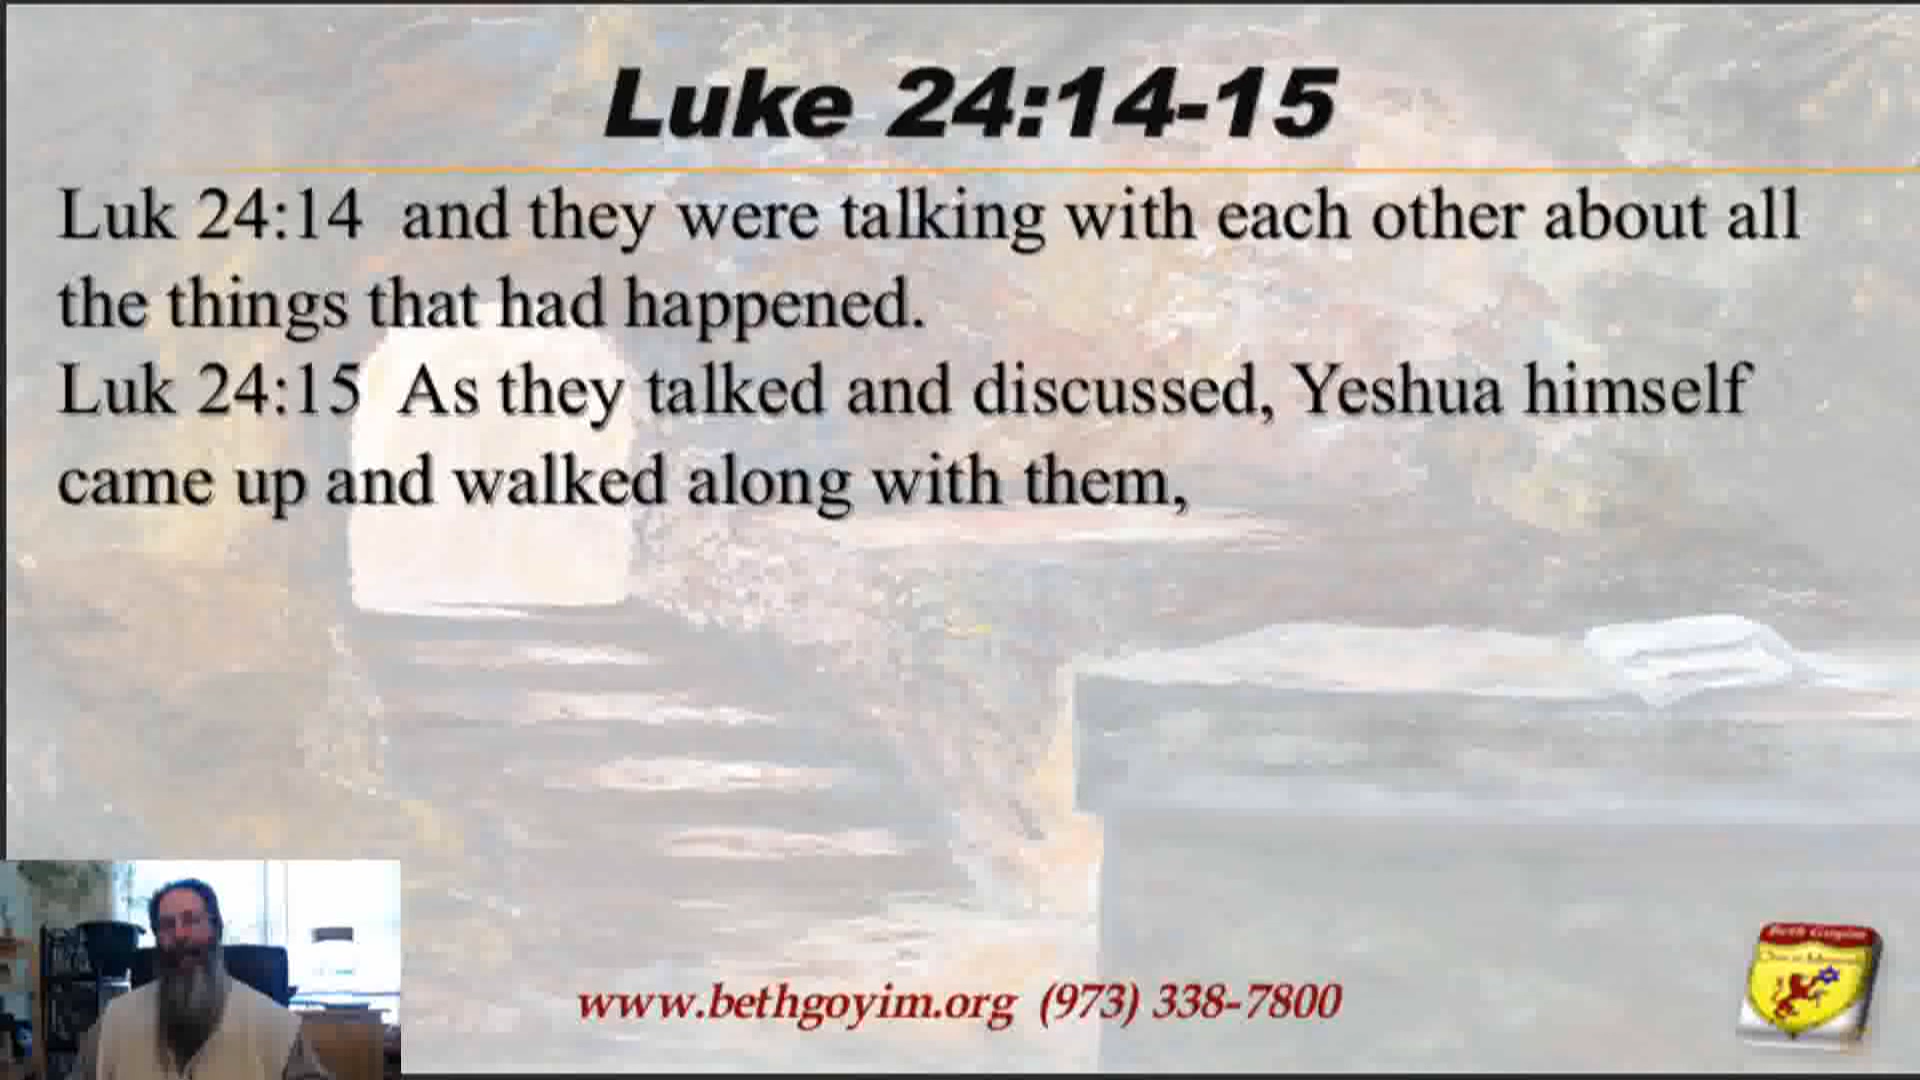 Luke 24:14-15
Luk 24:14  and they were talking with each other about all
the things that had happened.
Luk 24:15  As they talked and discussed, Yeshua himself
came up and walked along with them,
www.bethgoyim.org (973) 338-7800
Beth Goyim